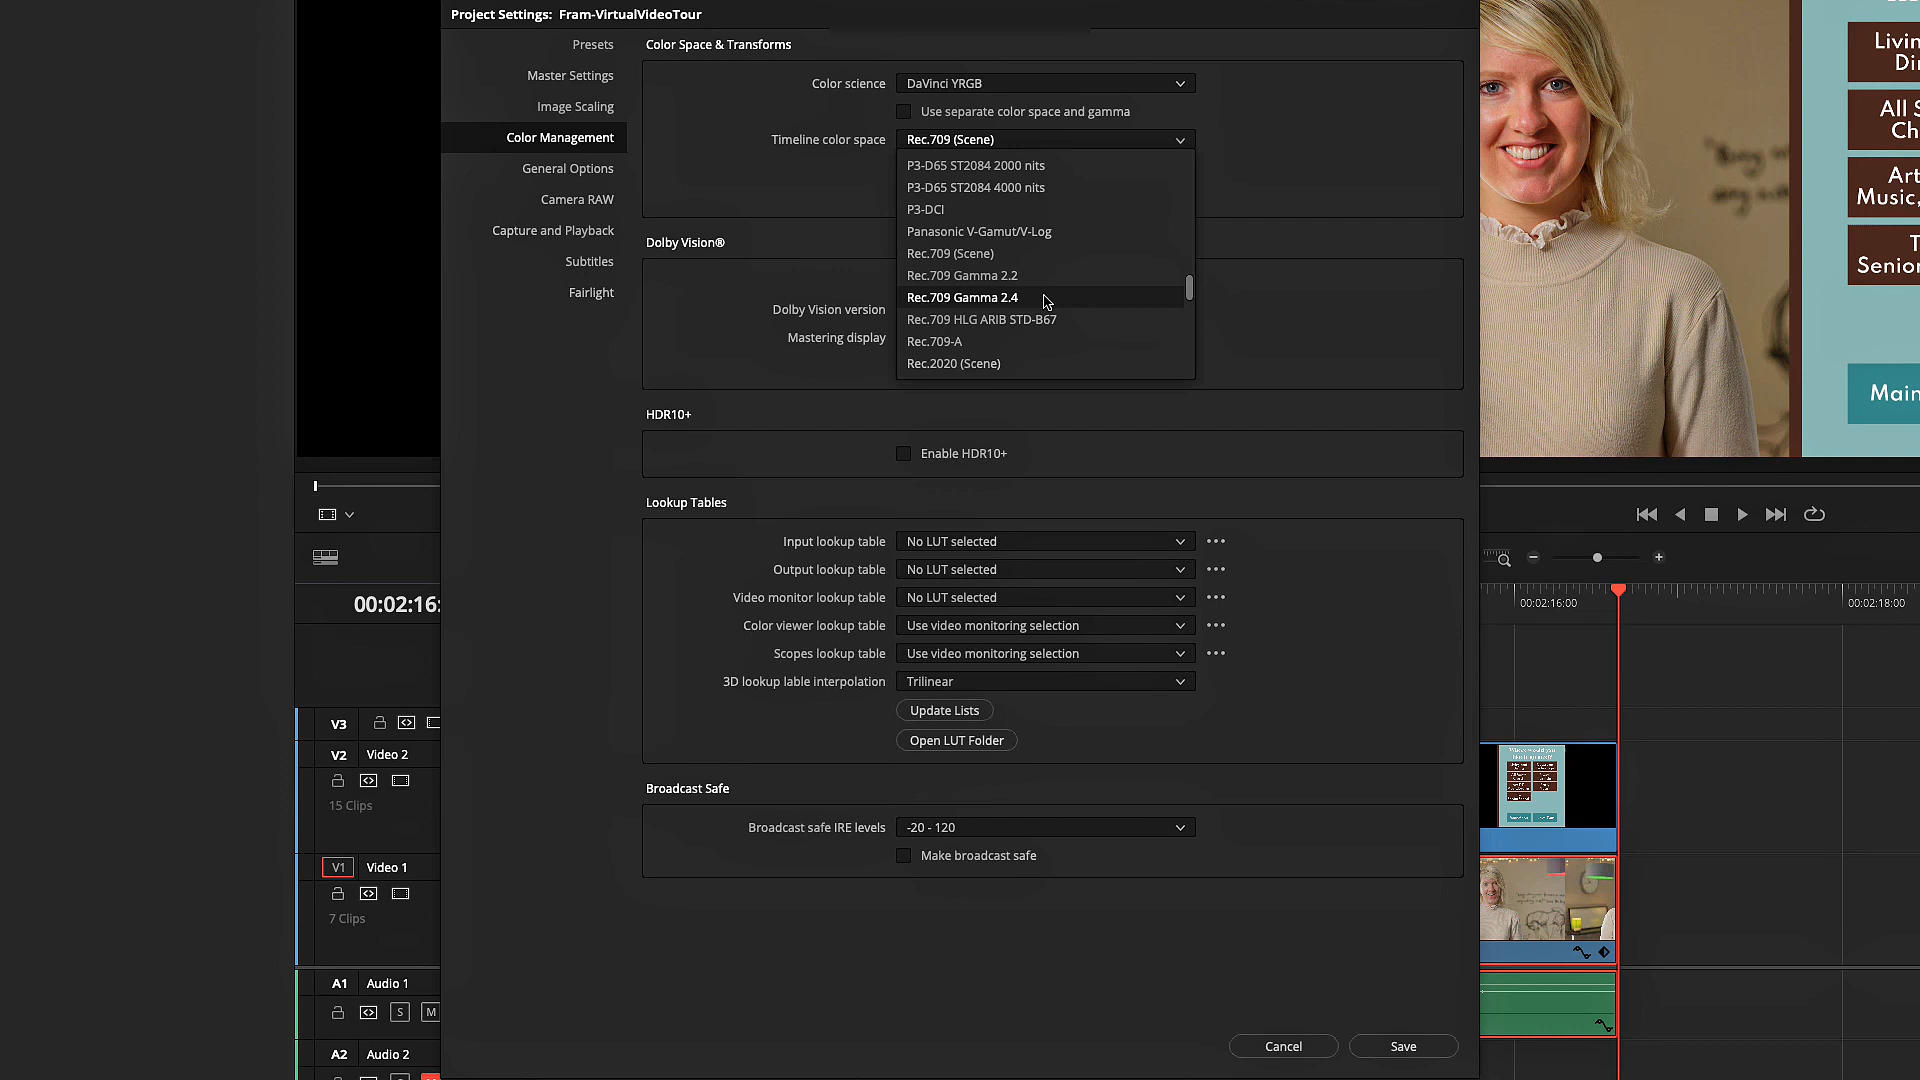 Project Settings: Fram-VirtualVideoTour
Presets
Master Settings
Image Scaling
Color Management
General Options
Camera RAW
Capture and Playback
Subtitles
Fairlight
Color Space & Transforms
Color science DaVinci YRGB
Use separate color space and gamma
Timeline color space Rec.709 (Scene)
P3-D65 ST2084 2000 nits
P3-D65 ST2084 4000 nits
P3-DCI
Panasonic V-Gamut/V-Log
Rec.709 (Scene)
Rec.709 Gamma 2.2
Rec.709 Gamma 2.4
Rec.709 HLG ARIB STD-B67
Rec.709-A
Rec.2020 (Scene)
Dolby Vision®
Dolby Vision version
Mastering display
HDR10+
Enable HDR10+
Lookup Tables
Input lookup table No LUT selected
Output lookup table No LUT selected
Video monitor lookup table No LUT selected
Color viewer lookup table Use video monitoring selection
Scopes lookup table Use video monitoring selection
3D lookup lable interpolation Trilinear
Update Lists
Open LUT Folder
Broadcast Safe
Broadcast safe IRE levels -20 - 120
Make broadcast safe
Cancel
Save
00:02:16:
V3
V2 Video 2
15 Clips
V1 Video 1
7 Clips
A1 Audio 1
S M
A2 Audio 2
Livin
Di
All S
Ch
Art
Music,
T
Senior
Main
00:02:16:00
00:02:18:00